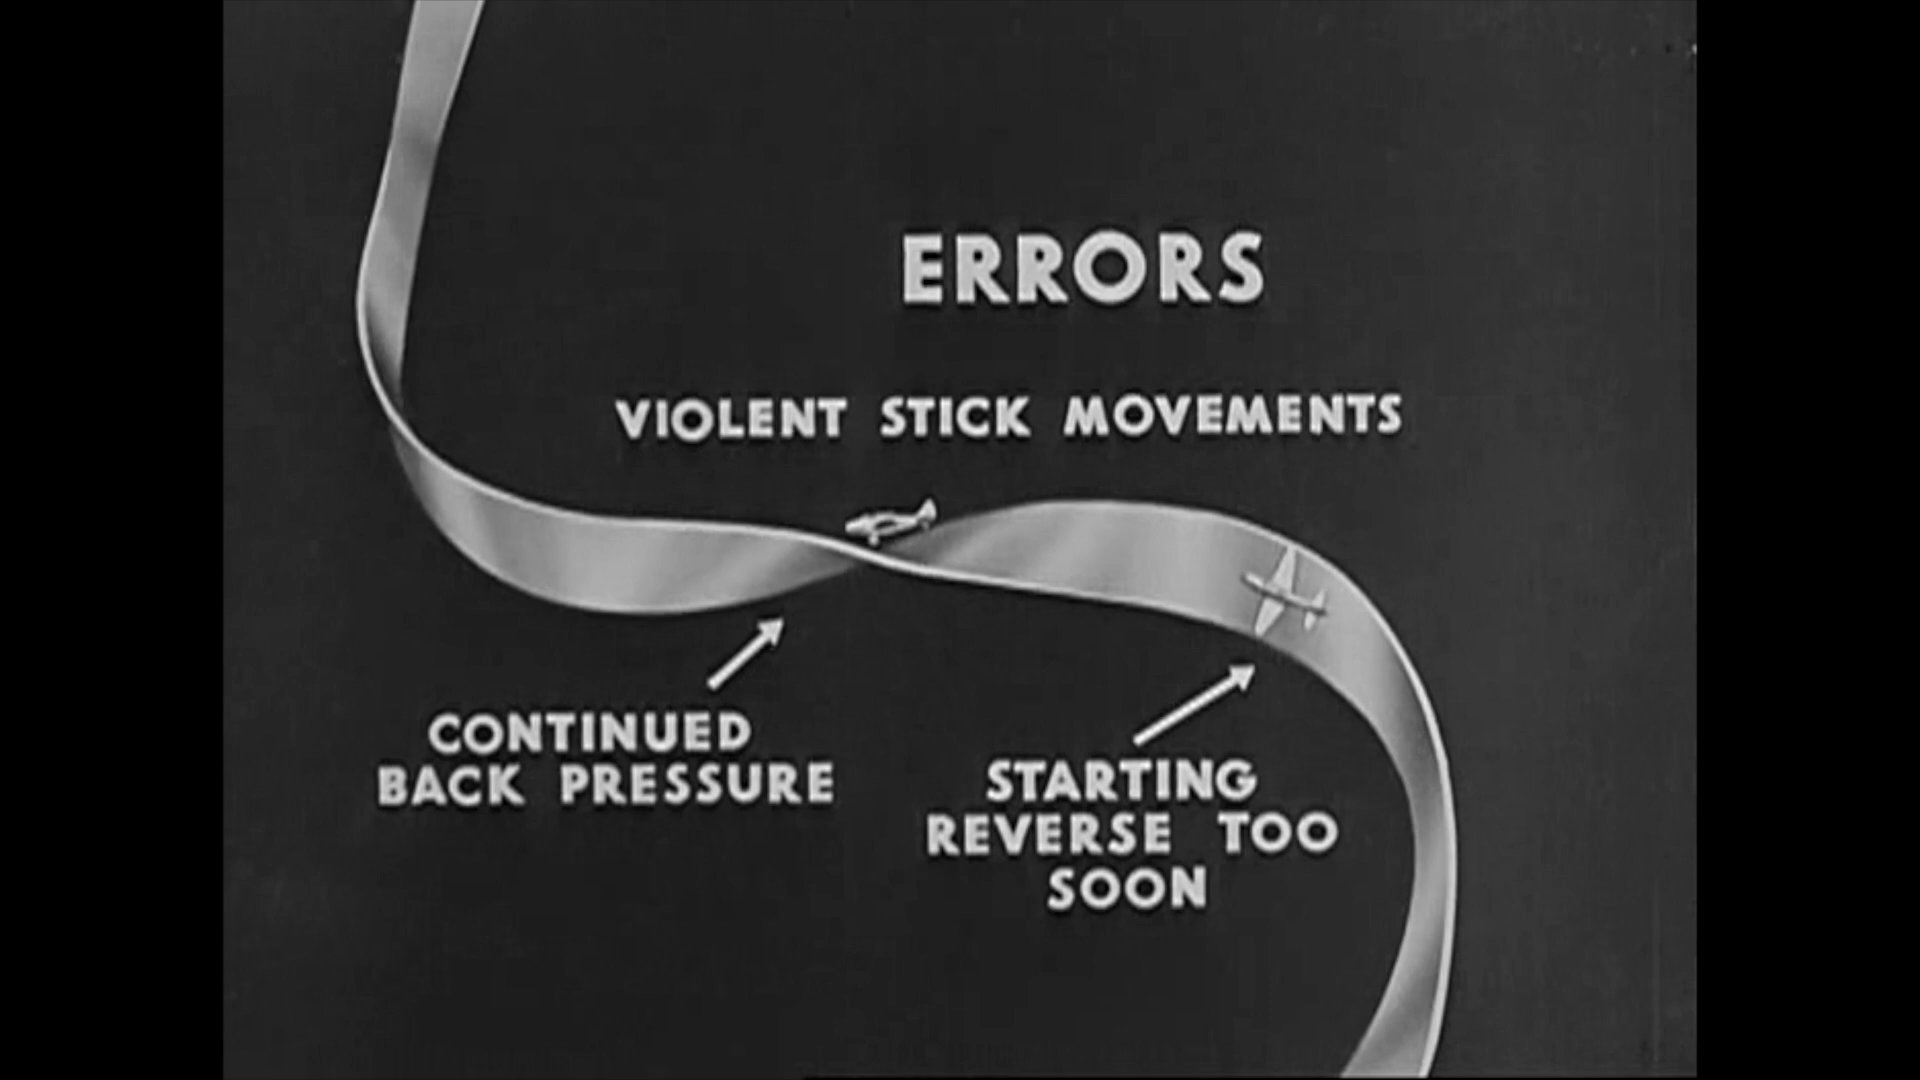 ERRORS
VIOLENT STICK MOVEMENTS
CONTINUED
BACK PRESSURE
STARTING
REVERSE TOO
SOON